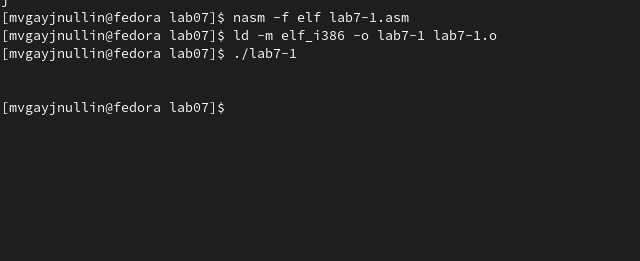 [mvgayjnullin@fedora lab07]$ nasm -f elf lab7-1.asm
[mvgayjnullin@fedora lab07]$ ld -m elf_i386 -o lab7-1 lab7-1.o
[mvgayjnullin@fedora lab07]$ ./lab7-1
[mvgayjnullin@fedora lab07]$